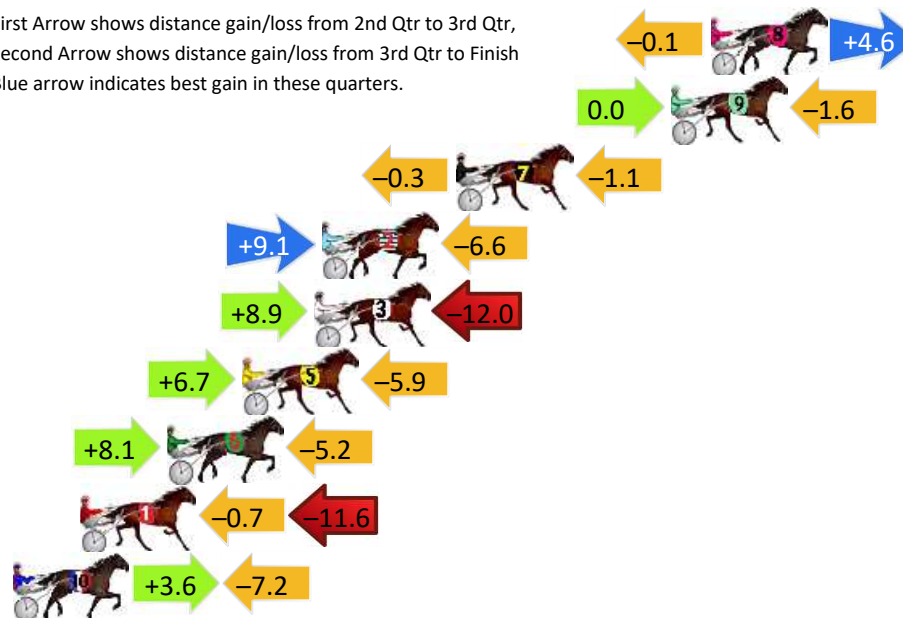 irst Arrow shows distance gain/loss from 2nd Qtr to 3rd Qtr,
econd Arrow shows distance gain/loss from 3rd Qtr to Finish
lue arrow indicates best gain in these quarters.
–0.1 8 +4.6
0.0 9 –1.6
–0.3 7 –1.1
+9.1 2 –6.6
+8.9 3 –12.0
+6.7 5 –5.9
+8.1 6 –5.2
1 –0.7 –11.6
10 +3.6 –7.2